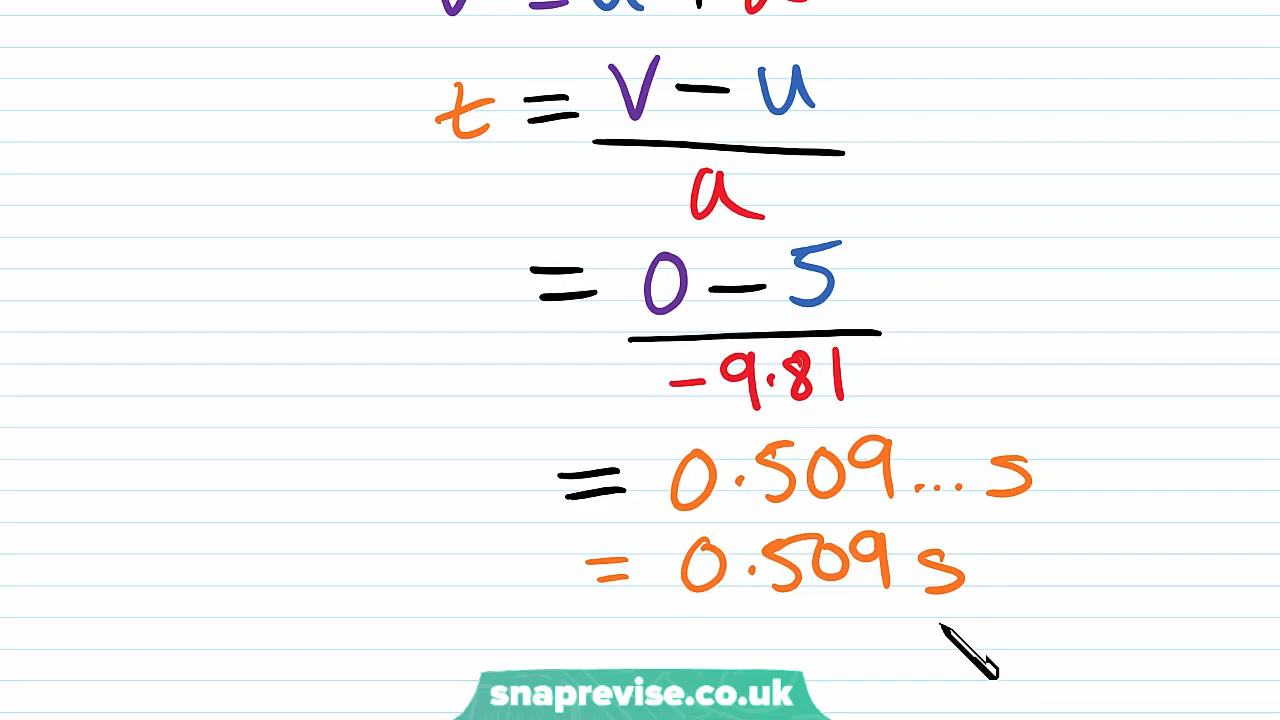 v = u + a
t = v - u
a
= 0 - 5
-9.81
= 0.509... s
= 0.509 s
snaprevise.co.uk